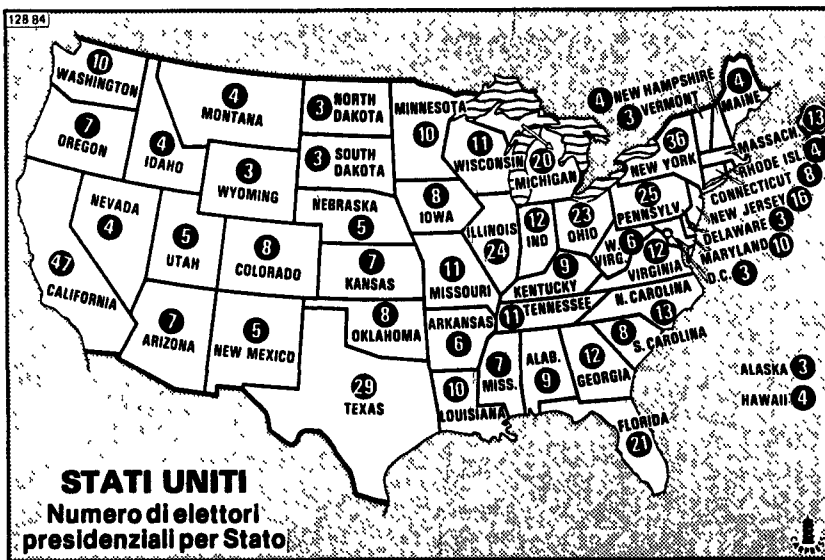 128 84
10
WASHINGTON
7
OREGON
47
CALIFORNIA
NEVADA
4
4
IDAHO
4
MONTANA
3
WYOMING
5
UTAH
8
COLORADO
7
ARIZONA
5
NEW MEXICO
3 NORTH
DAKOTA
3 SOUTH
DAKOTA
NEBRASKA
5
7
KANSAS
8
OKLAHOMA
29
TEXAS
MINNESOTA
10
8
IOWA
11
MISSOURI
ARKANSAS
6
10
LOUISIANA
11
WISCONSIN
20
MICHIGAN
ILLINOIS
24
12
IND
23
OHIO
9
KENTUCKY
11 TENNESSEE
7
MISS.
ALAB.
9
12
GEORGIA
FLORIDA
21
8
S. CAROLINA
N. CAROLINA
13
12
VIRGINIA
W. 6
VIRG.
25
PENNSYLV.
36
NEW YORK
4 NEW HAMPSHIRE
3 VERMONT
4
MAINE
MASSACH. 13
RHODE ISL. 4
CONNECTICUT 8
NEW JERSEY 16
DELAWARE 3
MARYLAND 10
D.C. 3
ALASKA 3
HAWAII 4
STATI UNITI
Numero di elettori
presidenziali per Stato